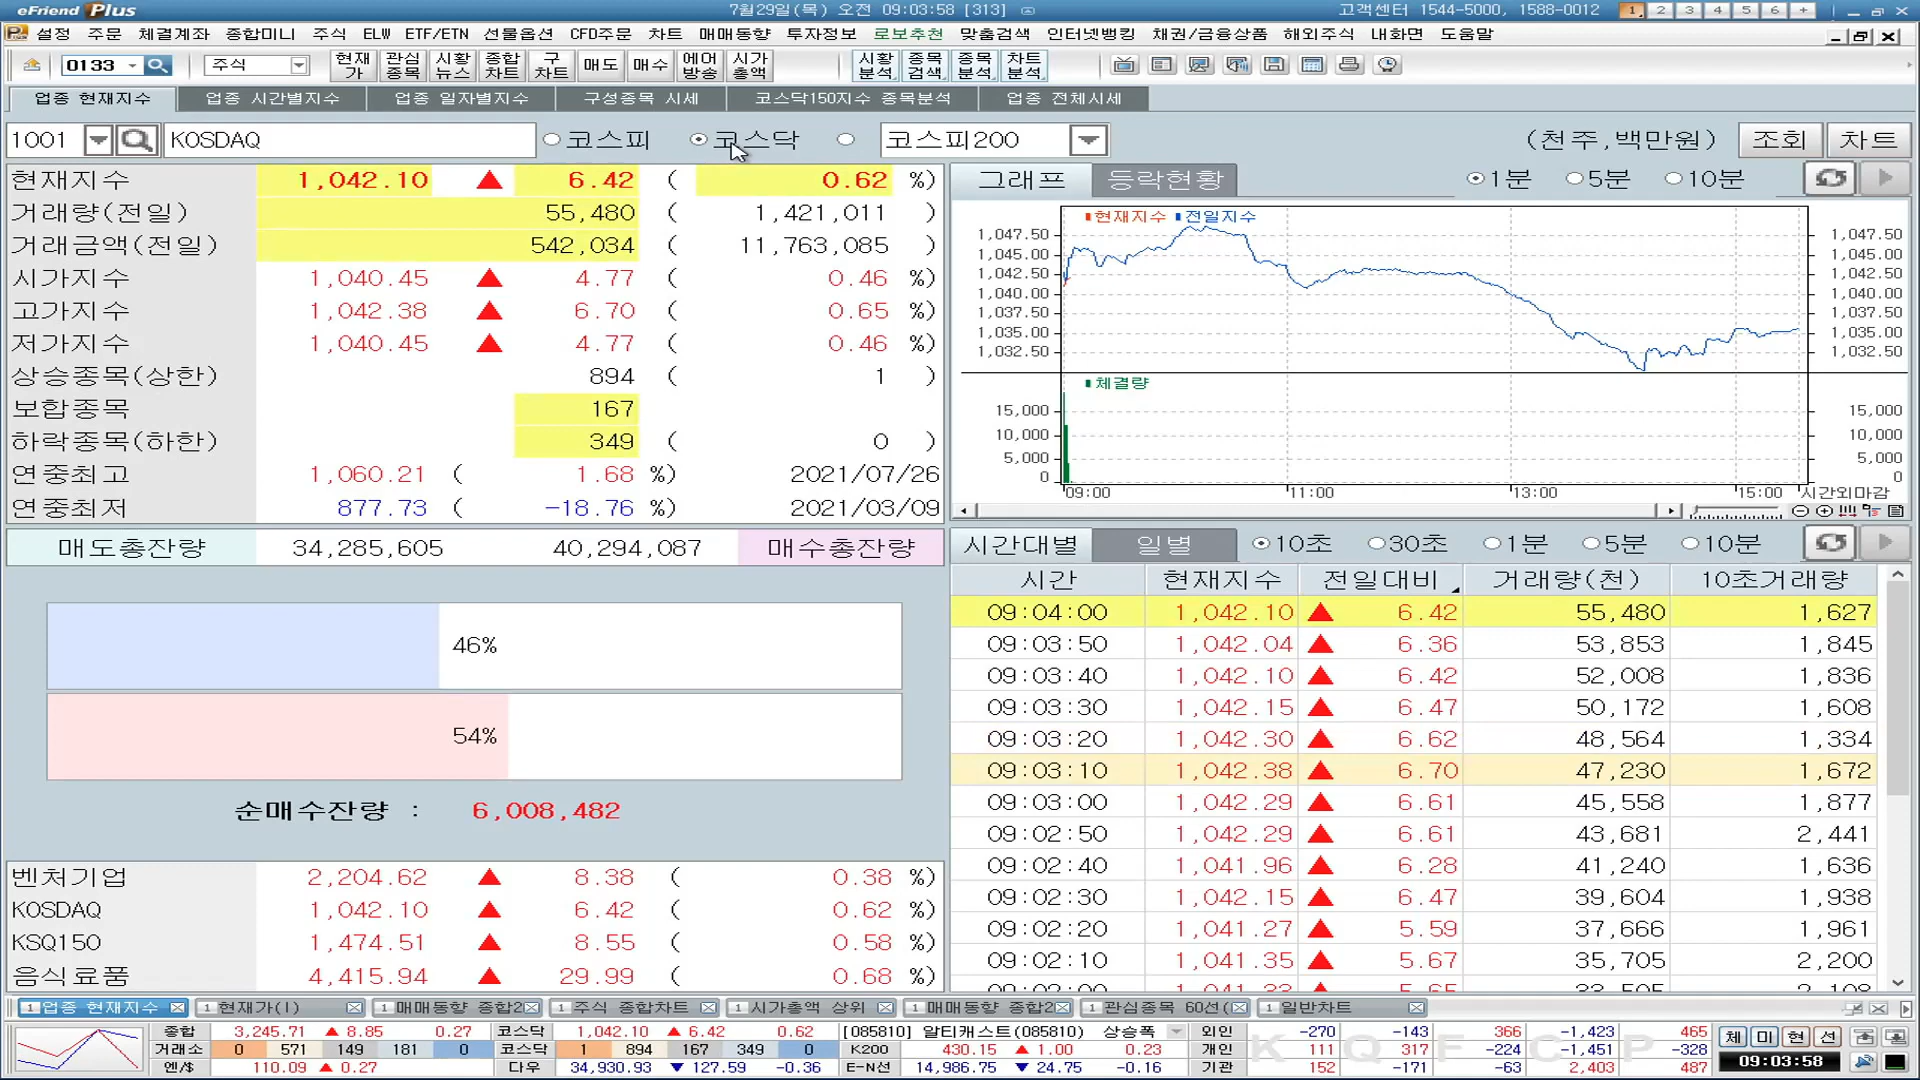 eFriend Plus 7월29일(목) 오전 09:03:58 [313] 고객센터 1544-5000, 1588-0012 1 2 3 4 5 6 +
설정 주문 체결계좌 종합미니 주식 ELW ETF/ETN 선물옵션 CFD주문 차트 매매동향 투자정보 로보추천 맞춤검색 인터넷뱅킹 채권/금융상품 해외주식 내화면 도움말
0133 주식 현재가 관심종목 시황뉴스 종합차트 구차트 매도 매수 에어방송 시가총액 시황분석 종목검색 종목분석 차트분석
업종 현재지수 업종 시간별지수 업종 일자별지수 구성종목 시세 코스닥150지수 종목분석 업종 전체시세
1001 KOSDAQ 코스피 코스닥 코스피200 (천주,백만원) 조회 차트
현재지수 1,042.10 ▲ 6.42 ( 0.62 %)
거래량(전일) 55,480 ( 1,421,011 )
거래금액(전일) 542,034 ( 11,763,085 )
시가지수 1,040.45 ▲ 4.77 ( 0.46 %)
고가지수 1,042.38 ▲ 6.70 ( 0.65 %)
저가지수 1,040.45 ▲ 4.77 ( 0.46 %)
상승종목(상한) 894 ( 1 )
보합종목 167
하락종목(하한) 349 ( 0 )
연중최고 1,060.21 ( 1.68 %) 2021/07/26
연중최저 877.73 ( -18.76 %) 2021/03/09
매도총잔량 34,285,605 40,294,087 매수총잔량
46%
54%
순매수잔량 : 6,008,482
벤처기업 2,204.62 ▲ 8.38 ( 0.38 %)
KOSDAQ 1,042.10 ▲ 6.42 ( 0.62 %)
KSQ150 1,474.51 ▲ 8.55 ( 0.58 %)
음식료품 4,415.94 ▲ 29.99 ( 0.68 %)
그래프 등락현황 1분 5분 10분
현재지수 전일지수
1,047.50 1,047.50
1,045.00 1,045.00
1,042.50 1,042.50
1,040.00 1,040.00
1,037.50 1,037.50
1,035.00 1,035.00
1,032.50 1,032.50
체결량
15,000 15,000
10,000 10,000
5,000 5,000
0 0
09:00 11:00 13:00 15:00 시간외마감
시간대별 일별 10초 30초 1분 5분 10분
시간 현재지수 전일대비 거래량(천) 10초거래량
09:04:00 1,042.10 ▲ 6.42 55,480 1,627
09:03:50 1,042.04 ▲ 6.36 53,853 1,845
09:03:40 1,042.10 ▲ 6.42 52,008 1,836
09:03:30 1,042.15 ▲ 6.47 50,172 1,608
09:03:20 1,042.30 ▲ 6.62 48,564 1,334
09:03:10 1,042.38 ▲ 6.70 47,230 1,672
09:03:00 1,042.29 ▲ 6.61 45,558 1,877
09:02:50 1,042.29 ▲ 6.61 43,681 2,441
09:02:40 1,041.96 ▲ 6.28 41,240 1,636
09:02:30 1,042.15 ▲ 6.47 39,604 1,938
09:02:20 1,041.27 ▲ 5.59 37,666 1,961
09:02:10 1,041.35 ▲ 5.67 35,705 2,200
1 업종 현재지수 1 현재가(I) 1 매매동향 종합2 1 주식 종합차트 1 시가총액 상위 1 매매동향 종합2 1 관심종목 60선( 1 일반차트
종합 3,245.71 ▲ 8.85 0.27 코스닥 1,042.10 ▲ 6.42 0.62 [085810] 알티캐스트(085810) 상승폭 외인 -270 -143 366 -1,423 465 체 미 현 선
거래소 0 571 149 181 0 코스닥 1 894 167 349 0 K200 430.15 ▲ 1.00 0.23 개인 111 317 -224 -1,451 -328
엔/$ 110.09 ▲ 0.27 다우 34,930.93 ▼ 127.59 -0.36 E-N선 14,986.75 ▼ 24.75 -0.16 기관 152 -171 -63 2,403 487 09:03:58
K Q F C P